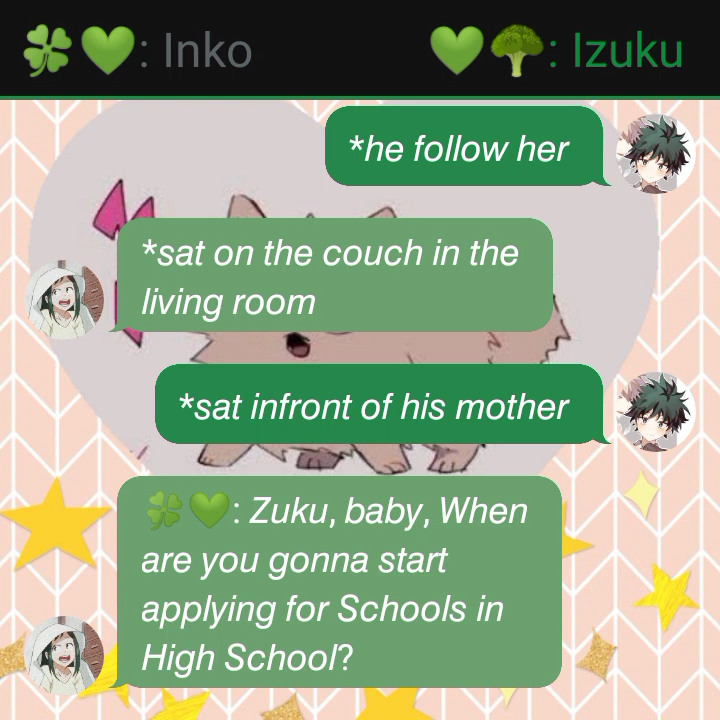 🍀💚: Inko
💚🥦: Izuku
*he follow her
*sat on the couch in the
living room
*sat infront of his mother
🍀💚: Zuku, baby, When
are you gonna start
applying for Schools in
High School?